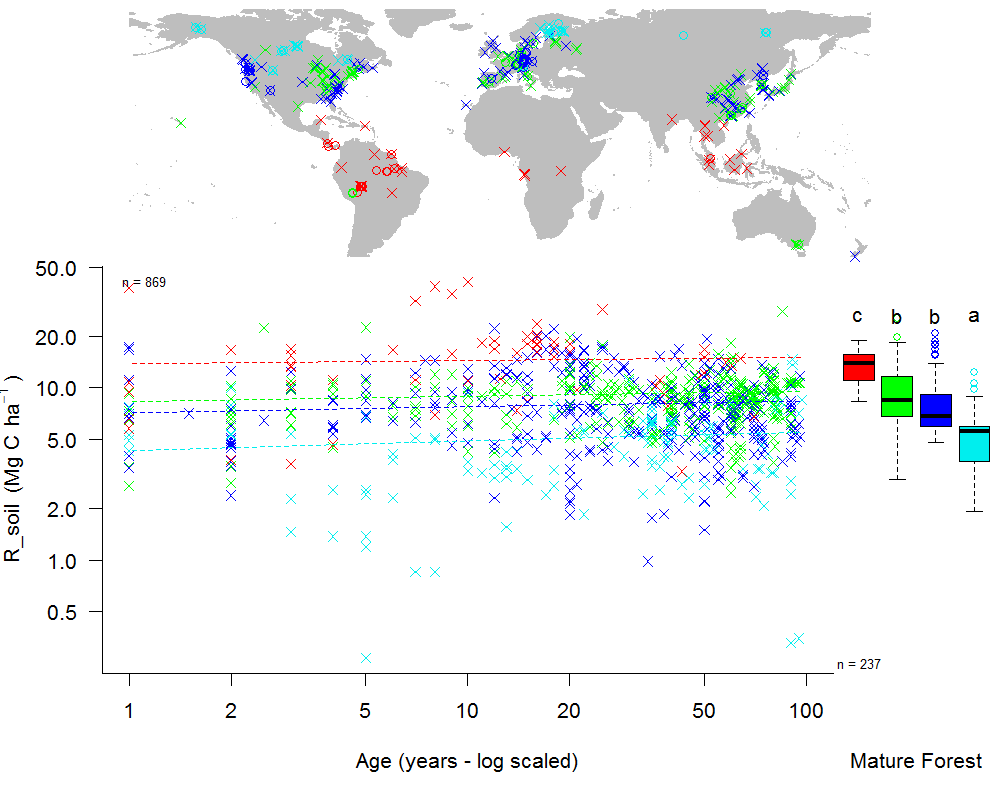 50.0
n = 869
20.0
10.0
5.0
2.0
1.0
0.5
R_soil (Mg C ha⁻¹ )
c b b a
n = 237
1 2 5 10 20 50 100
Age (years - log scaled)
Mature Forest